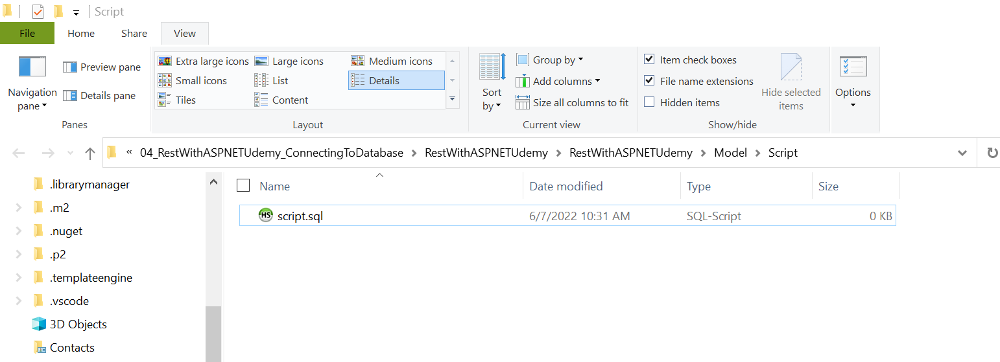 Script
File Home Share View
Navigation pane
Preview pane
Details pane
Panes
Extra large icons Large icons Medium icons
Small icons List Details
Tiles Content
Layout
Sort by
Group by
Add columns
Size all columns to fit
Current view
Item check boxes
File name extensions
Hidden items
Hide selected items
Show/hide
Options
« 04_RestWithASPNETUdemy_ConnectingToDatabase > RestWithASPNETUdemy > RestWithASPNETUdemy > Model > Script
.librarymanager
.m2
.nuget
.p2
.templateengine
.vscode
3D Objects
Contacts
Name Date modified Type Size
HS script.sql 6/7/2022 10:31 AM SQL-Script 0 KB